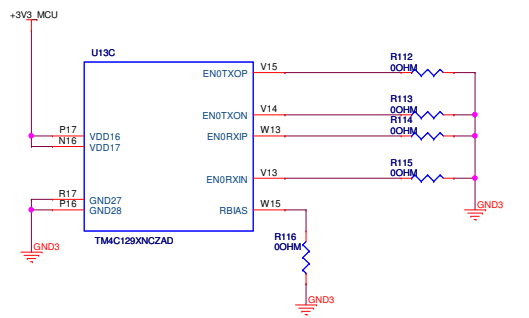 +3V3_MCU
U13C
R112
0OHM
V15
EN0TXOP
R113
0OHM
V14
EN0TXON
R114
0OHM
P17
VDD16
W13
EN0RXIP
N16
VDD17
R115
0OHM
V13
EN0RXIN
R17
GND27
P16
GND28
W15
RBIAS
GND3
TM4C129XNCZAD
R116
0OHM
GND3
GND3